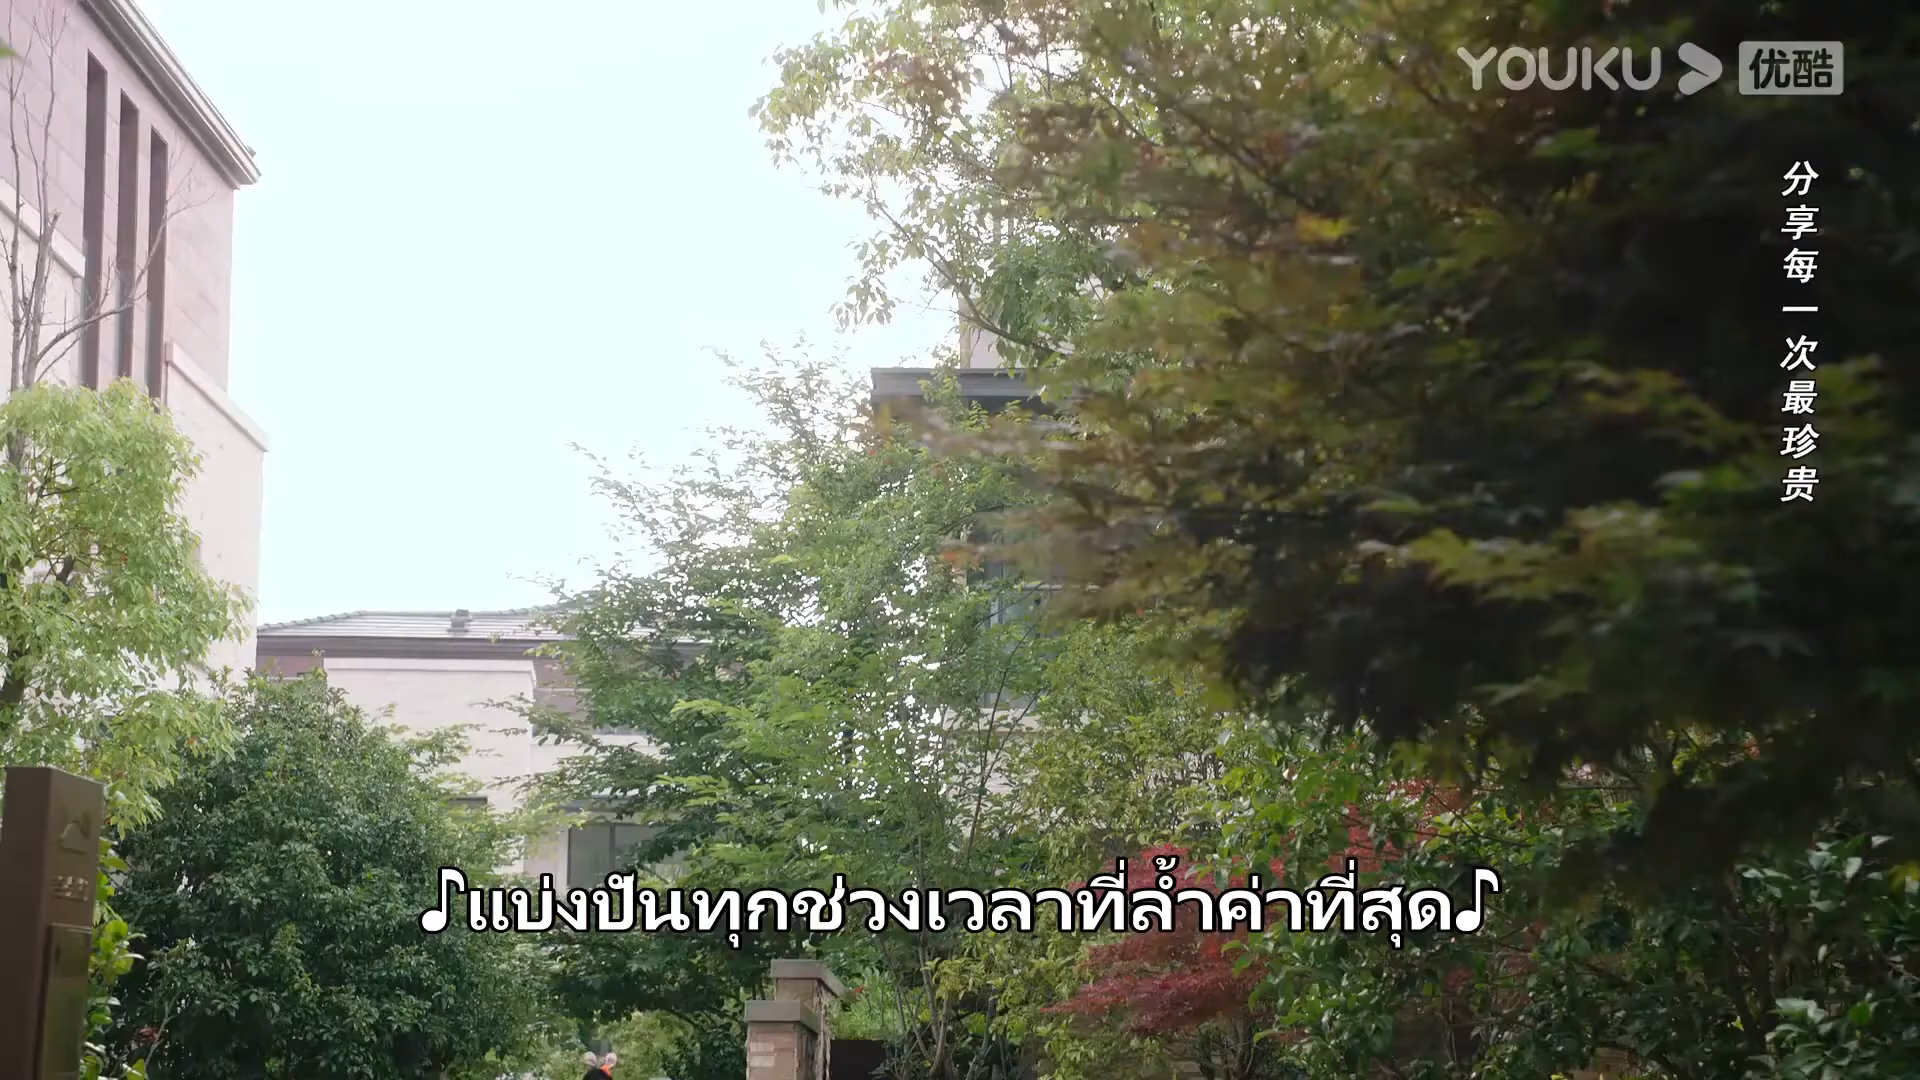 YOUKU 优酷
分享每一次最珍贵
♪แบ่งปันทุกช่วงเวลาที่ล้ำค่าที่สุด♪